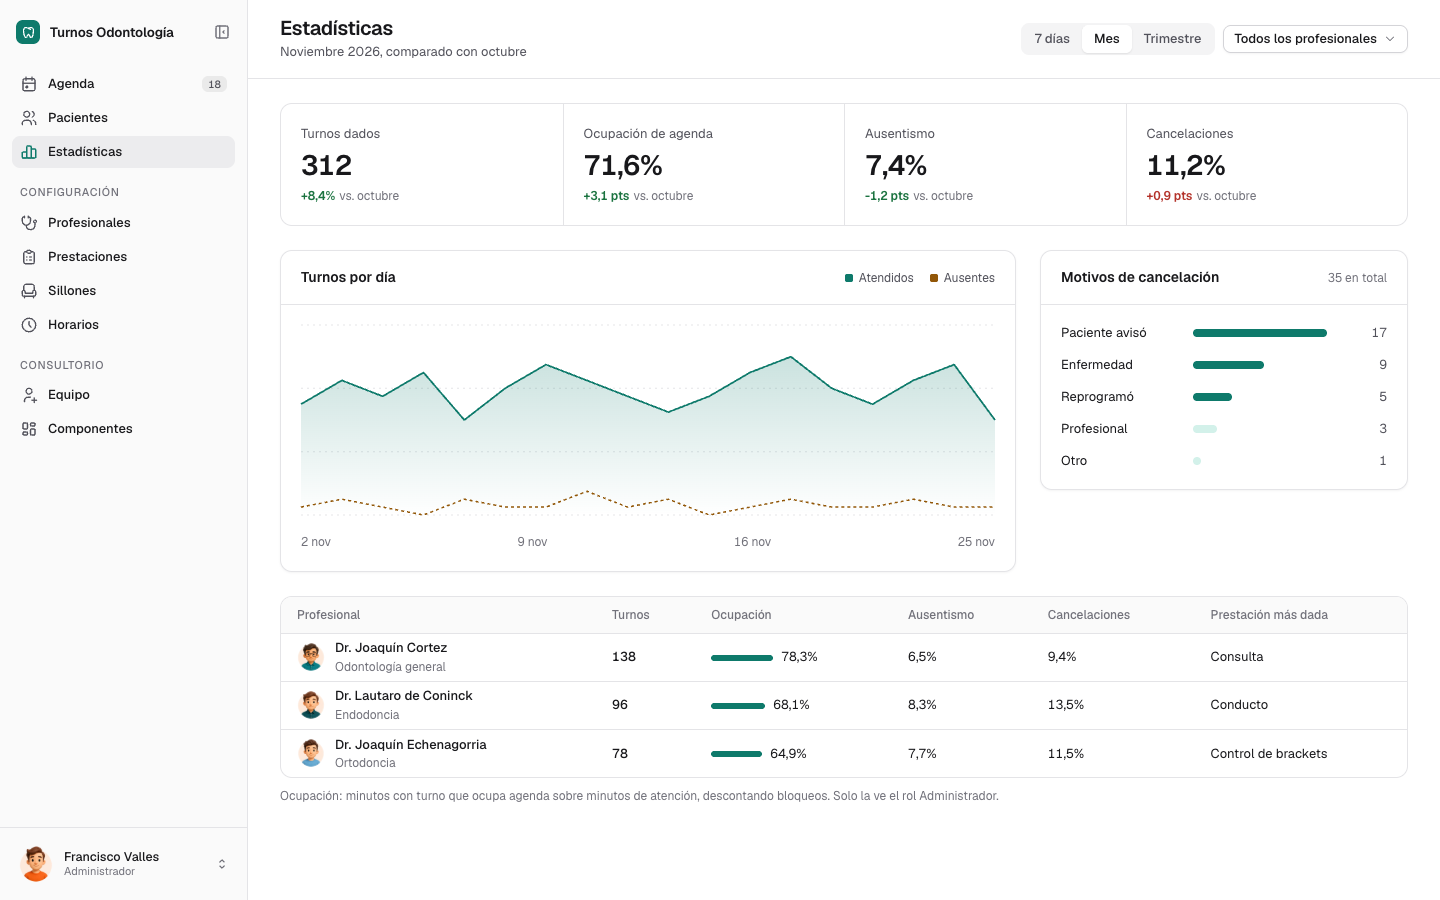 Turnos Odontología
Agenda
18
Pacientes
Estadísticas
CONFIGURACIÓN
Profesionales
Prestaciones
Sillones
Horarios
CONSULTORIO
Equipo
Componentes
Francisco Valles
Administrador
Estadísticas
Noviembre 2026, comparado con octubre
7 días
Mes
Trimestre
Todos los profesionales
Turnos dados
312
+8,4% vs. octubre
Ocupación de agenda
71,6%
+3,1 pts vs. octubre
Ausentismo
7,4%
-1,2 pts vs. octubre
Cancelaciones
11,2%
+0,9 pts vs. octubre
Turnos por día
Atendidos
Ausentes
2 nov
9 nov
16 nov
25 nov
Motivos de cancelación
35 en total
Paciente avisó 17
Enfermedad 9
Reprogramó 5
Profesional 3
Otro 1
Profesional Turnos Ocupación Ausentismo Cancelaciones Prestación más dada
Dr. Joaquín Cortez
Odontología general
138 78,3% 6,5% 9,4% Consulta
Dr. Lautaro de Coninck
Endodoncia
96 68,1% 8,3% 13,5% Conducto
Dr. Joaquín Echenagorria
Ortodoncia
78 64,9% 7,7% 11,5% Control de brackets
Ocupación: minutos con turno que ocupa agenda sobre minutos de atención, descontando bloqueos. Solo la ve el rol Administrador.